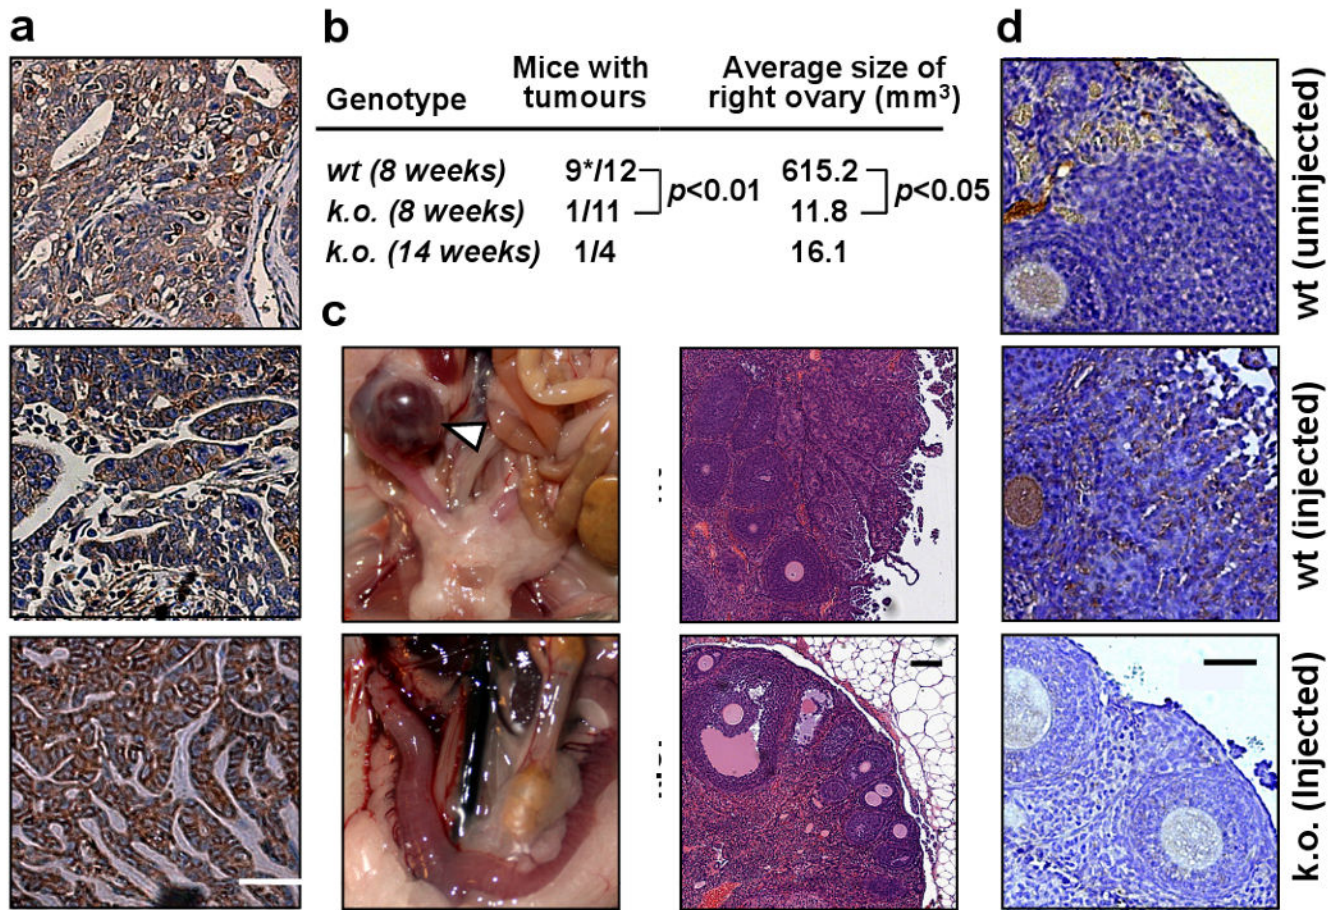 a
b
Genotype
Mice with
tumours
Average size of
right ovary (mm³)
wt (8 weeks)
9*/12
p<0.01
615.2
p<0.05
k.o. (8 weeks)
1/11
11.8
k.o. (14 weeks)
1/4
16.1
c
d
wt (uninjected)
wt (injected)
k.o. (Injected)